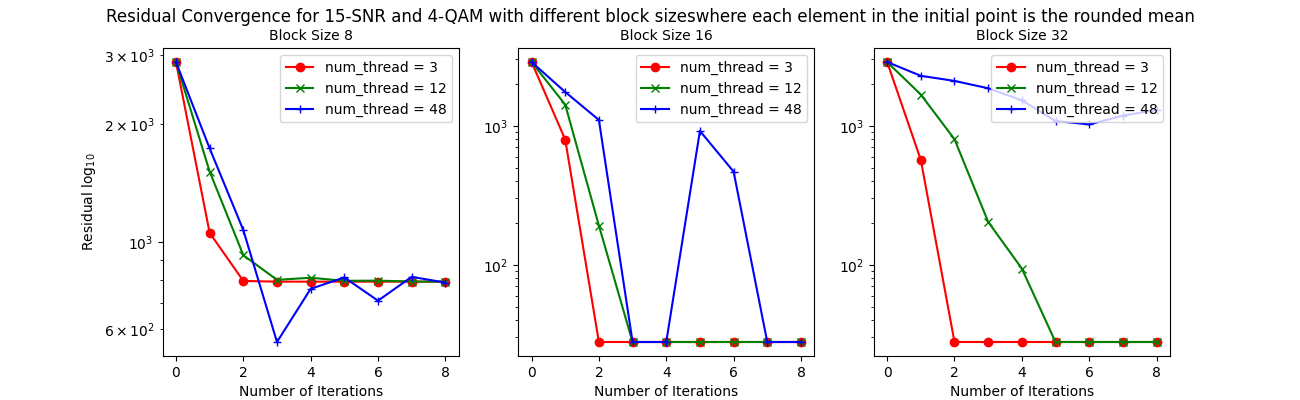 Residual Convergence for 15-SNR and 4-QAM with different block sizeswhere each element in the initial point is the rounded mean
Block Size 8
Residual log₁₀
3 × 10³
2 × 10³
10³
6 × 10²
num_thread = 3
num_thread = 12
num_thread = 48
0 2 4 6 8
Number of Iterations
Block Size 16
10³
10²
num_thread = 3
num_thread = 12
num_thread = 48
0 2 4 6 8
Number of Iterations
Block Size 32
10³
10²
num_thread = 3
num_thread = 12
num_thread = 48
0 2 4 6 8
Number of Iterations